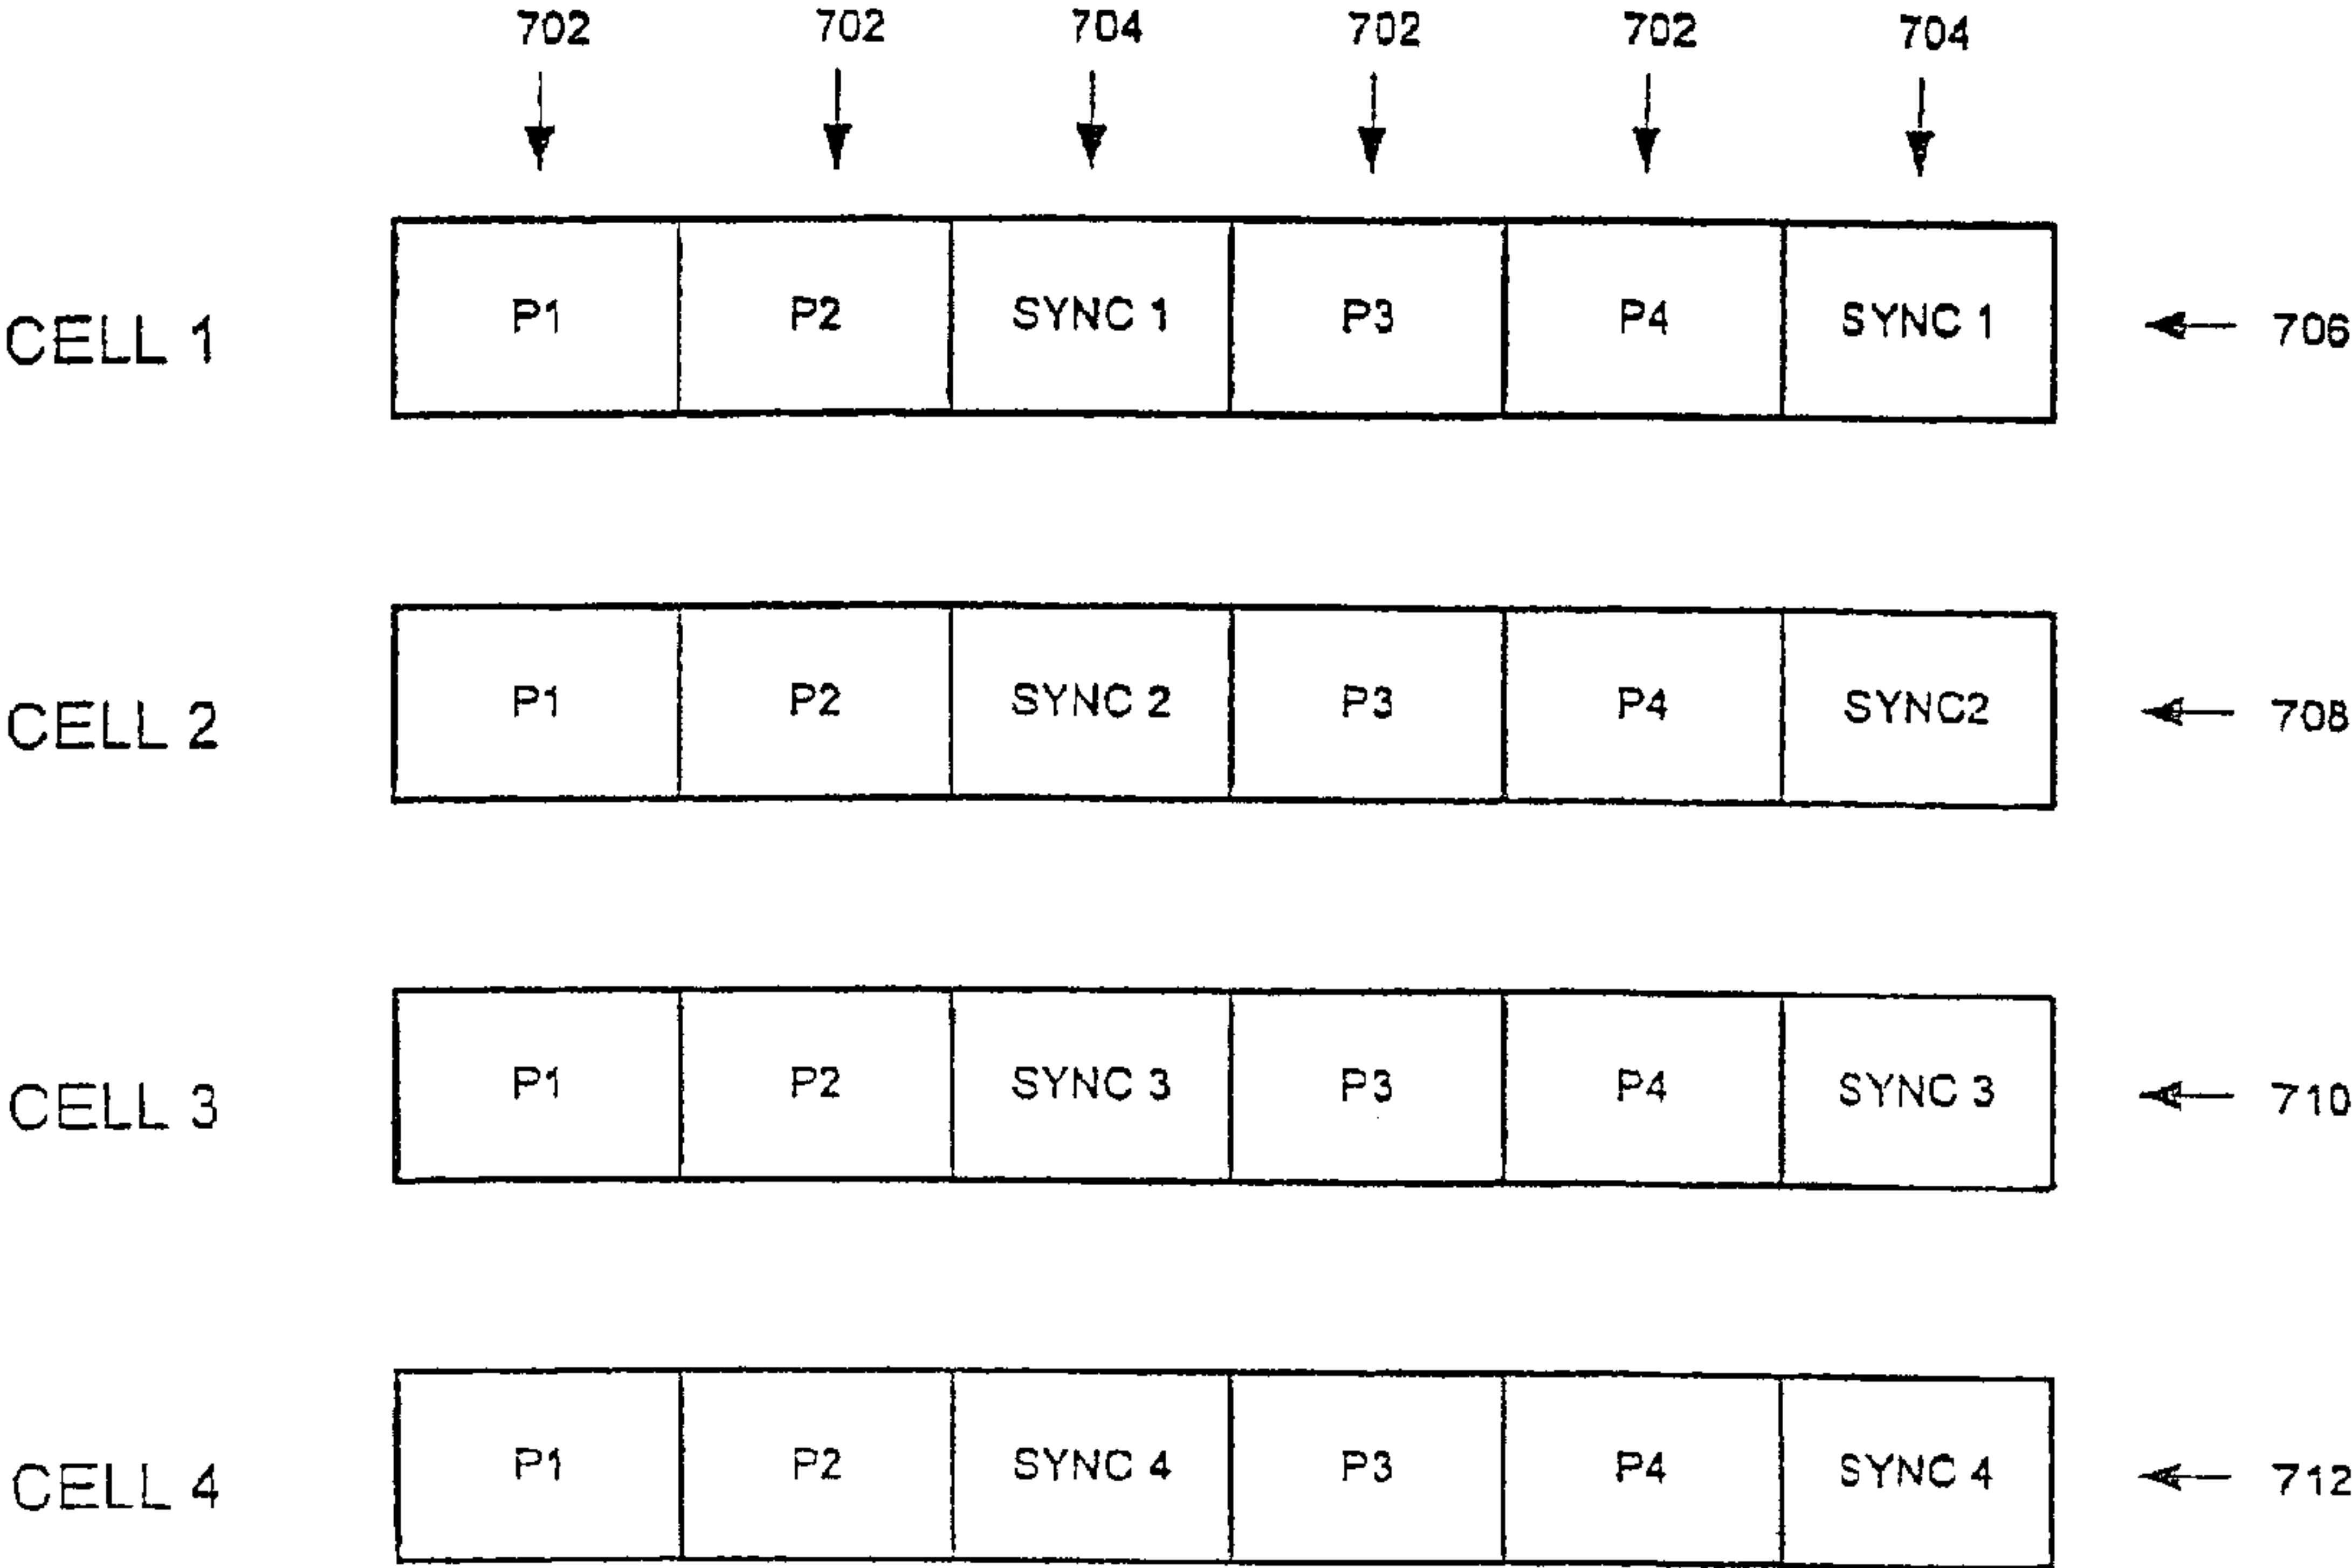 702 702 704 702 702 704
CELL 1 P1 P2 SYNC 1 P3 P4 SYNC 1 706
CELL 2 P1 P2 SYNC 2 P3 P4 SYNC2 708
CELL 3 P1 P2 SYNC 3 P3 P4 SYNC 3 710
CELL 4 P1 P2 SYNC 4 P3 P4 SYNC 4 712